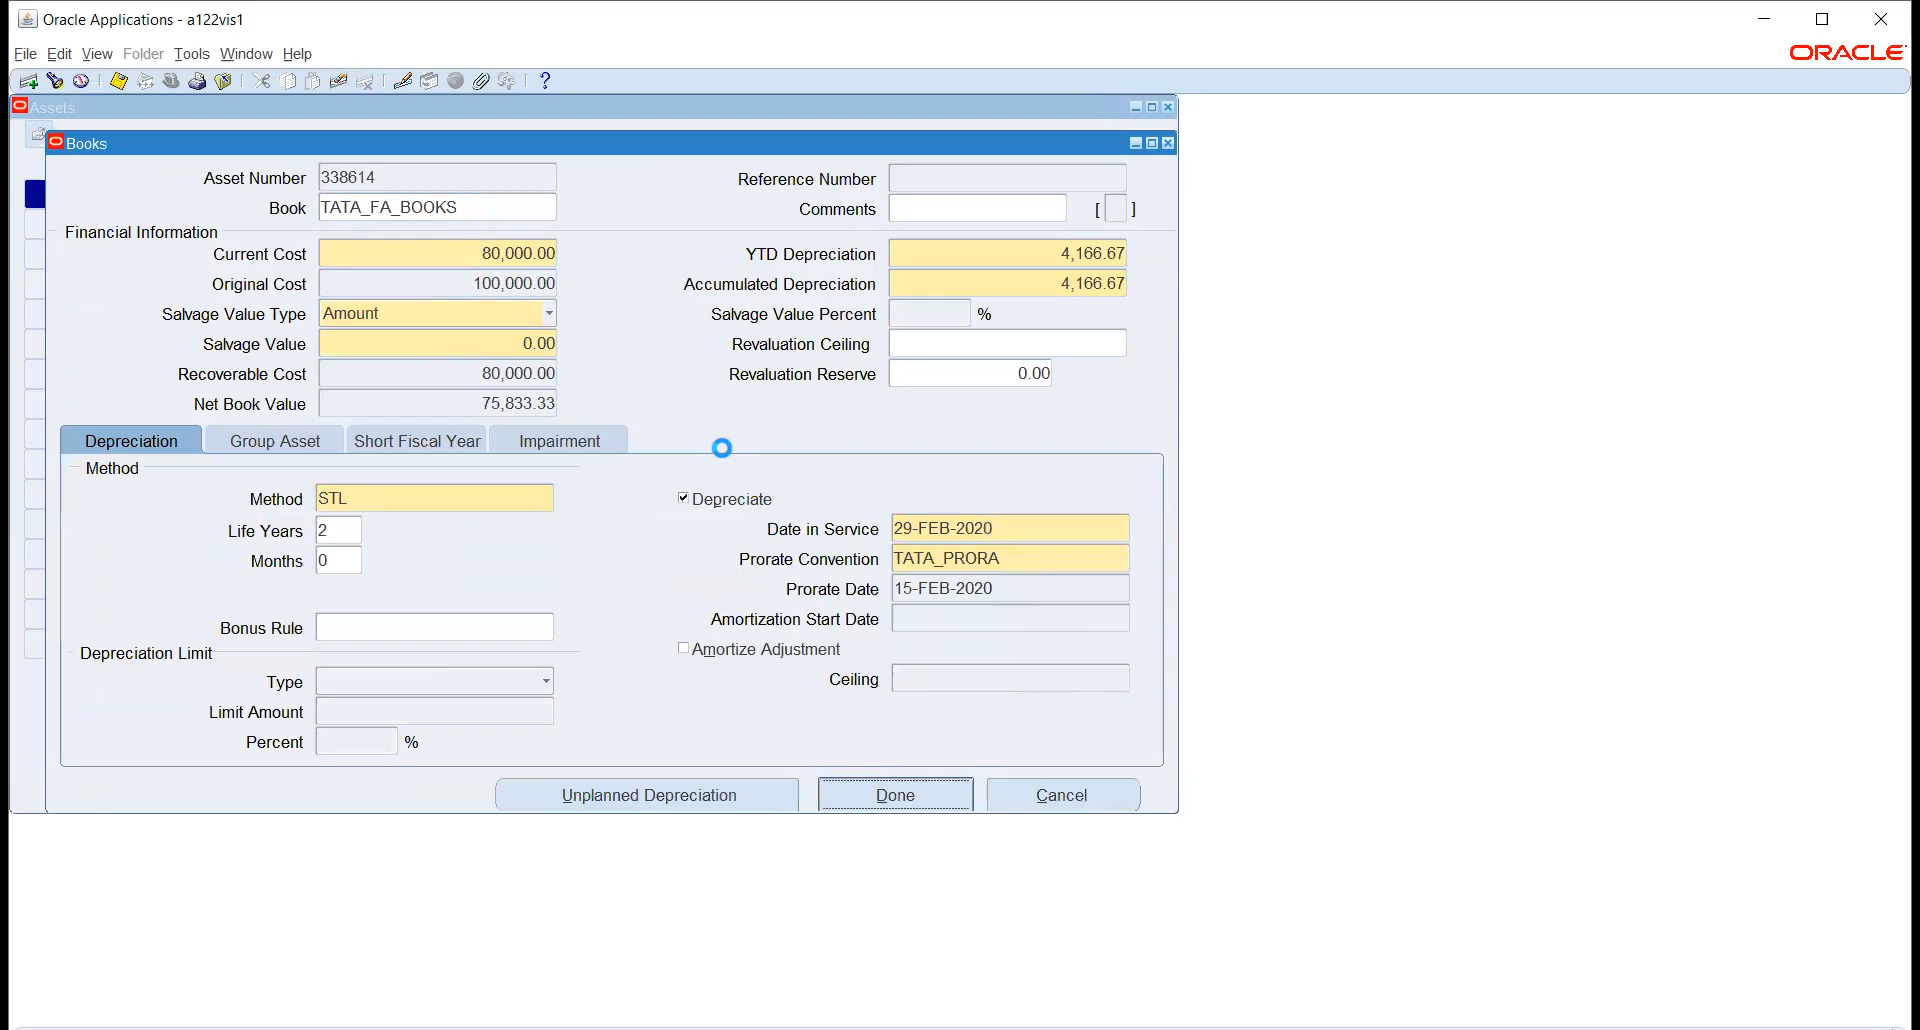 Oracle Applications - a122vis1
File Edit View Folder Tools Window Help
ORACLE
Assets
Books
Asset Number 338614
Reference Number
Book TATA_FA_BOOKS
Comments [ ]
Financial Information
Current Cost 80,000.00
YTD Depreciation 4,166.67
Original Cost 100,000.00
Accumulated Depreciation 4,166.67
Salvage Value Type Amount
Salvage Value Percent %
Salvage Value 0.00
Revaluation Ceiling
Recoverable Cost 80,000.00
Revaluation Reserve 0.00
Net Book Value 75,833.33
Depreciation Group Asset Short Fiscal Year Impairment
Method
Method STL
Depreciate
Life Years 2
Date in Service 29-FEB-2020
Months 0
Prorate Convention TATA_PRORA
Prorate Date 15-FEB-2020
Amortization Start Date
Bonus Rule
Amortize Adjustment
Depreciation Limit
Ceiling
Type
Limit Amount
Percent %
Unplanned Depreciation Done Cancel